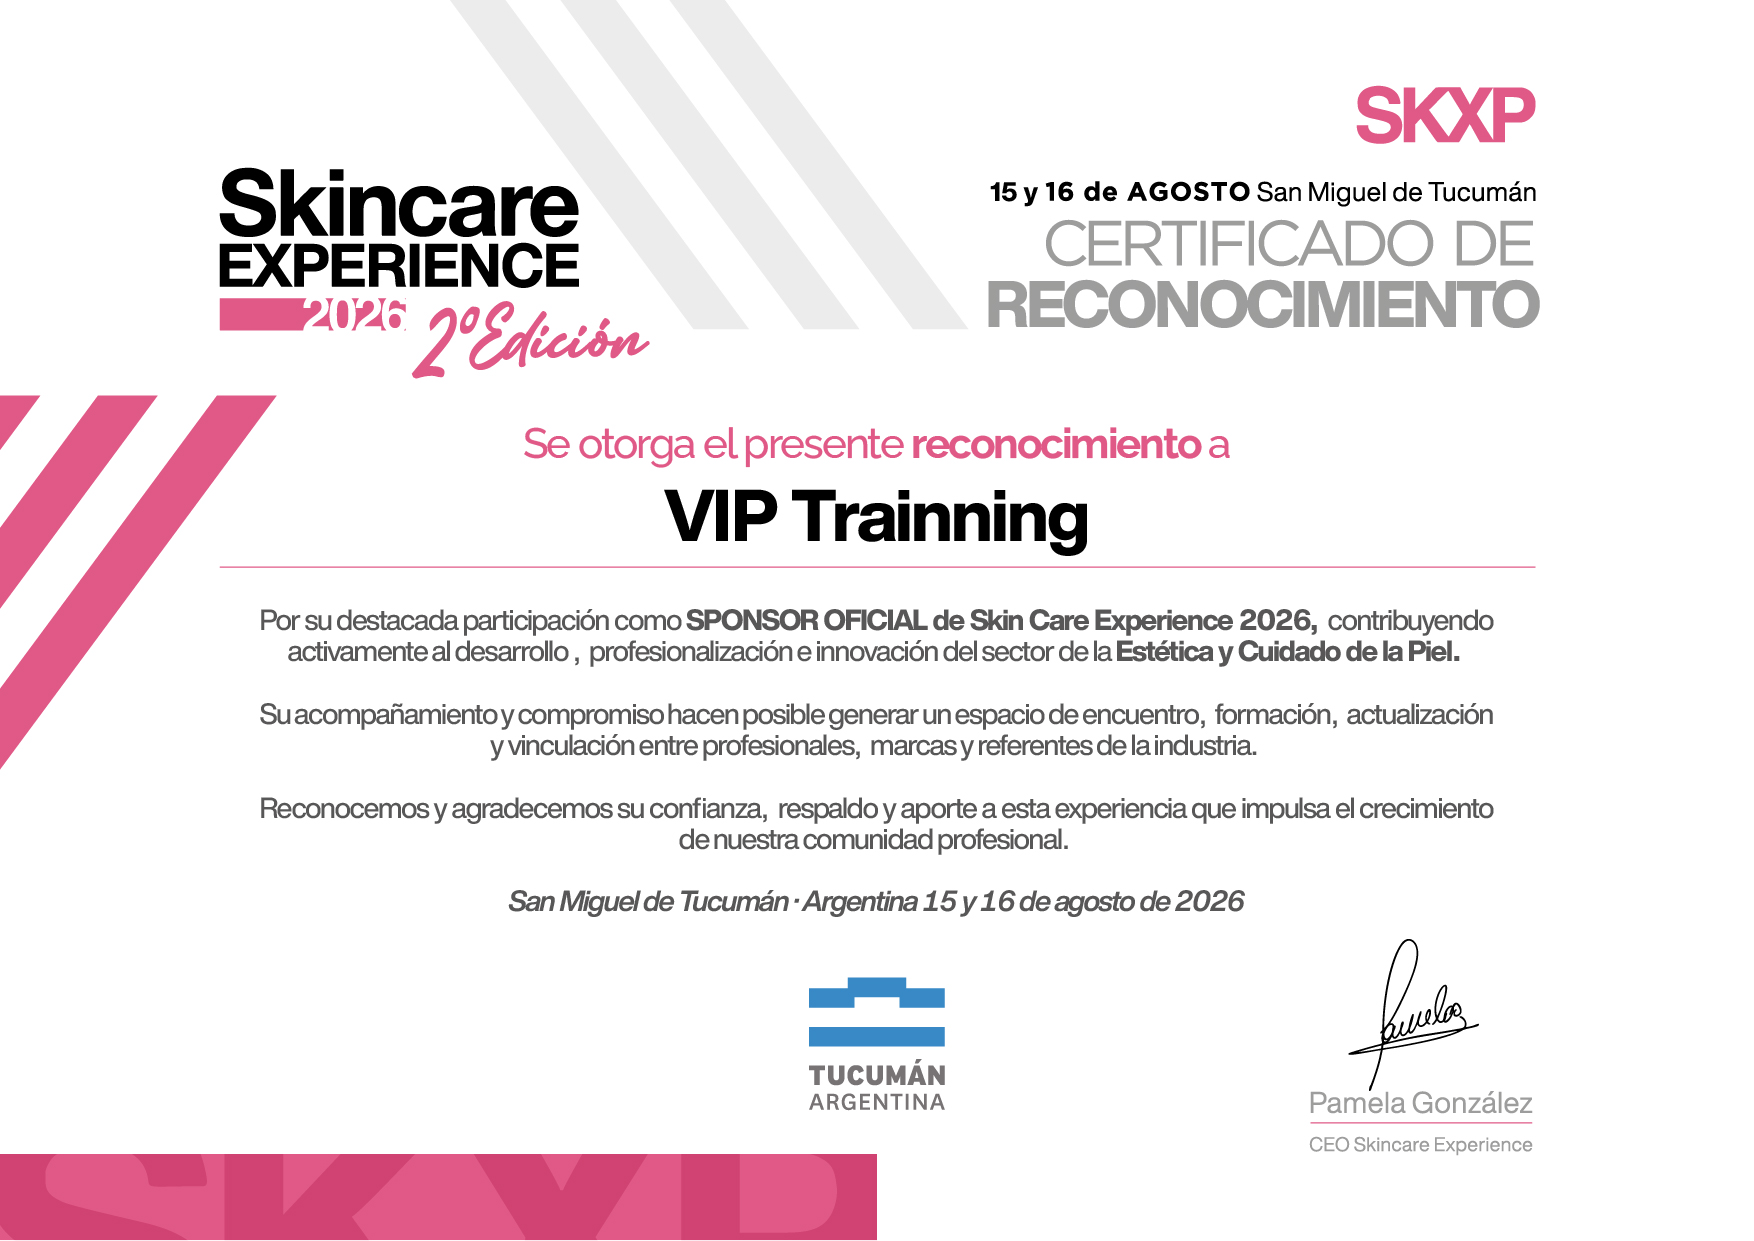 SKXP
Skincare
EXPERIENCE
2026 2º Edición
15 y 16 de AGOSTO San Miguel de Tucumán
CERTIFICADO DE
RECONOCIMIENTO
Se otorga el presente reconocimiento a
VIP Trainning
Por su destacada participación como SPONSOR OFICIAL de Skin Care Experience 2026, contribuyendo
activamente al desarrollo , profesionalización e innovación del sector de la Estética y Cuidado de la Piel.
Su acompañamiento y compromiso hacen posible generar un espacio de encuentro, formación, actualización
y vinculación entre profesionales, marcas y referentes de la industria.
Reconocemos y agradecemos su confianza, respaldo y aporte a esta experiencia que impulsa el crecimiento
de nuestra comunidad profesional.
San Miguel de Tucumán · Argentina 15 y 16 de agosto de 2026
TUCUMÁN
ARGENTINA
Pamela
Pamela González
CEO Skincare Experience
SKXP